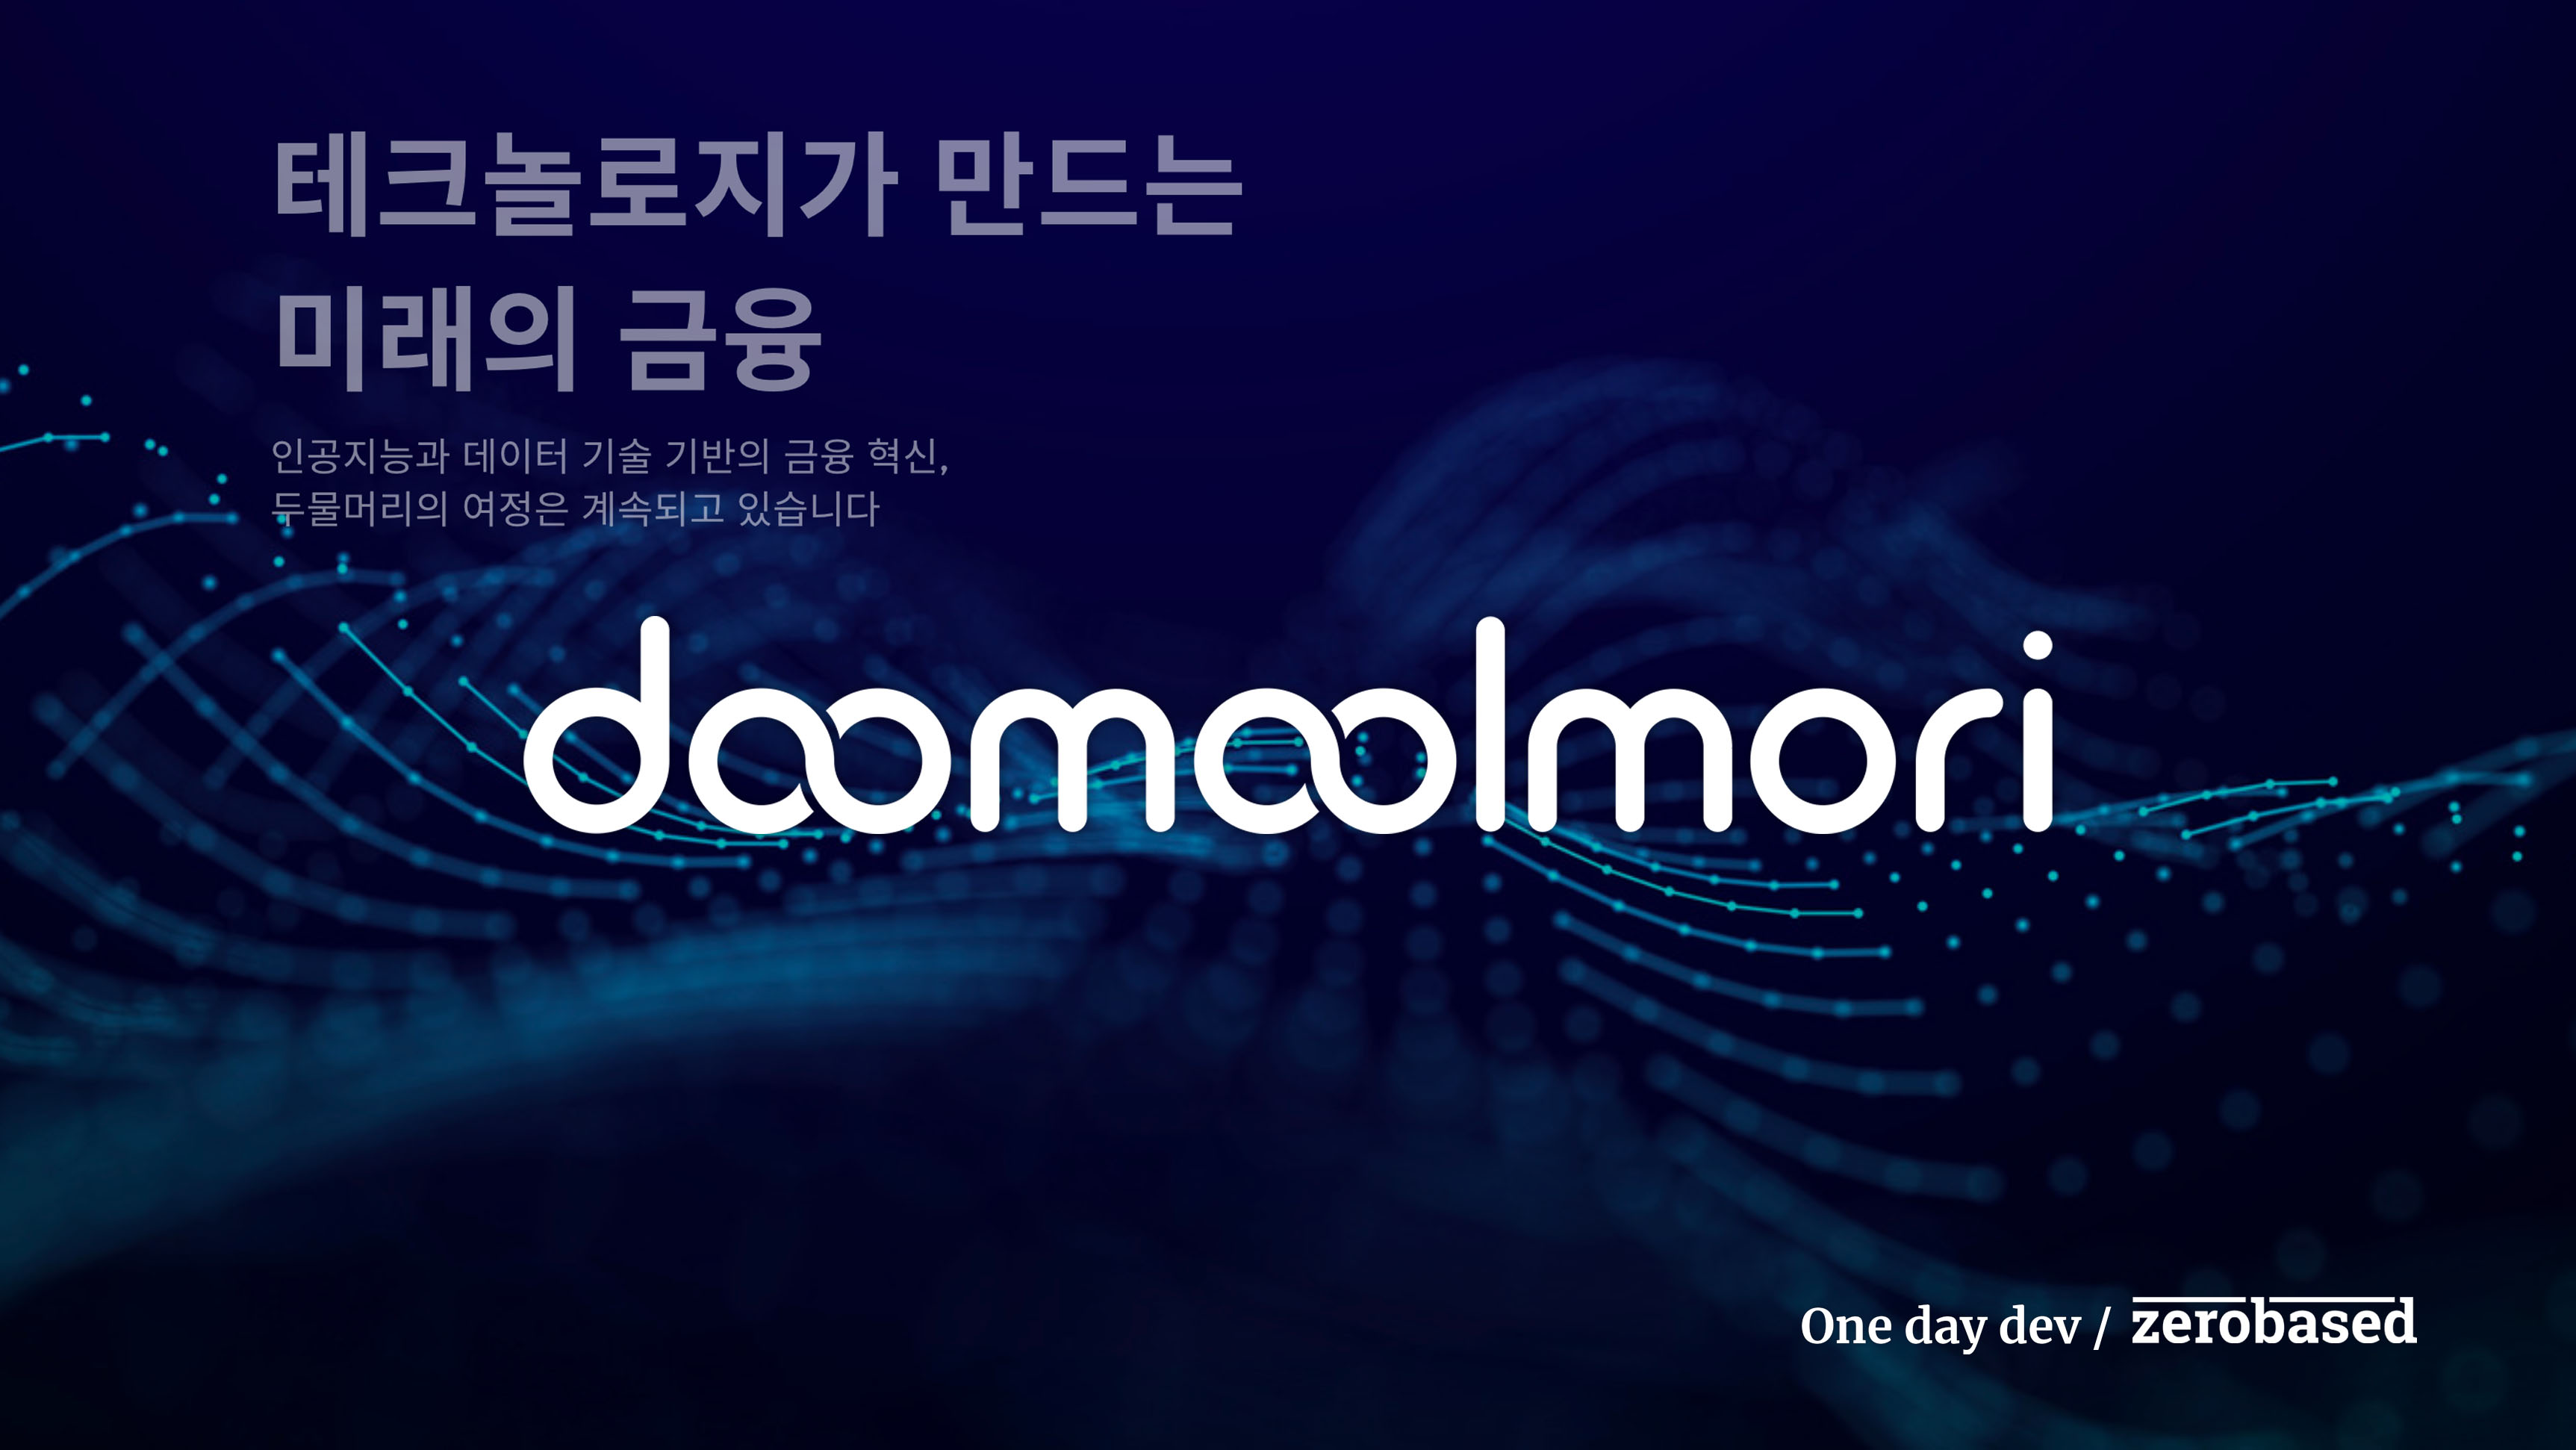 테크놀로지가 만드는
미래의 금융
인공지능과 데이터 기술 기반의 금융 혁신,
두물머리의 여정은 계속되고 있습니다
doomoolmori
One day dev / zerobased